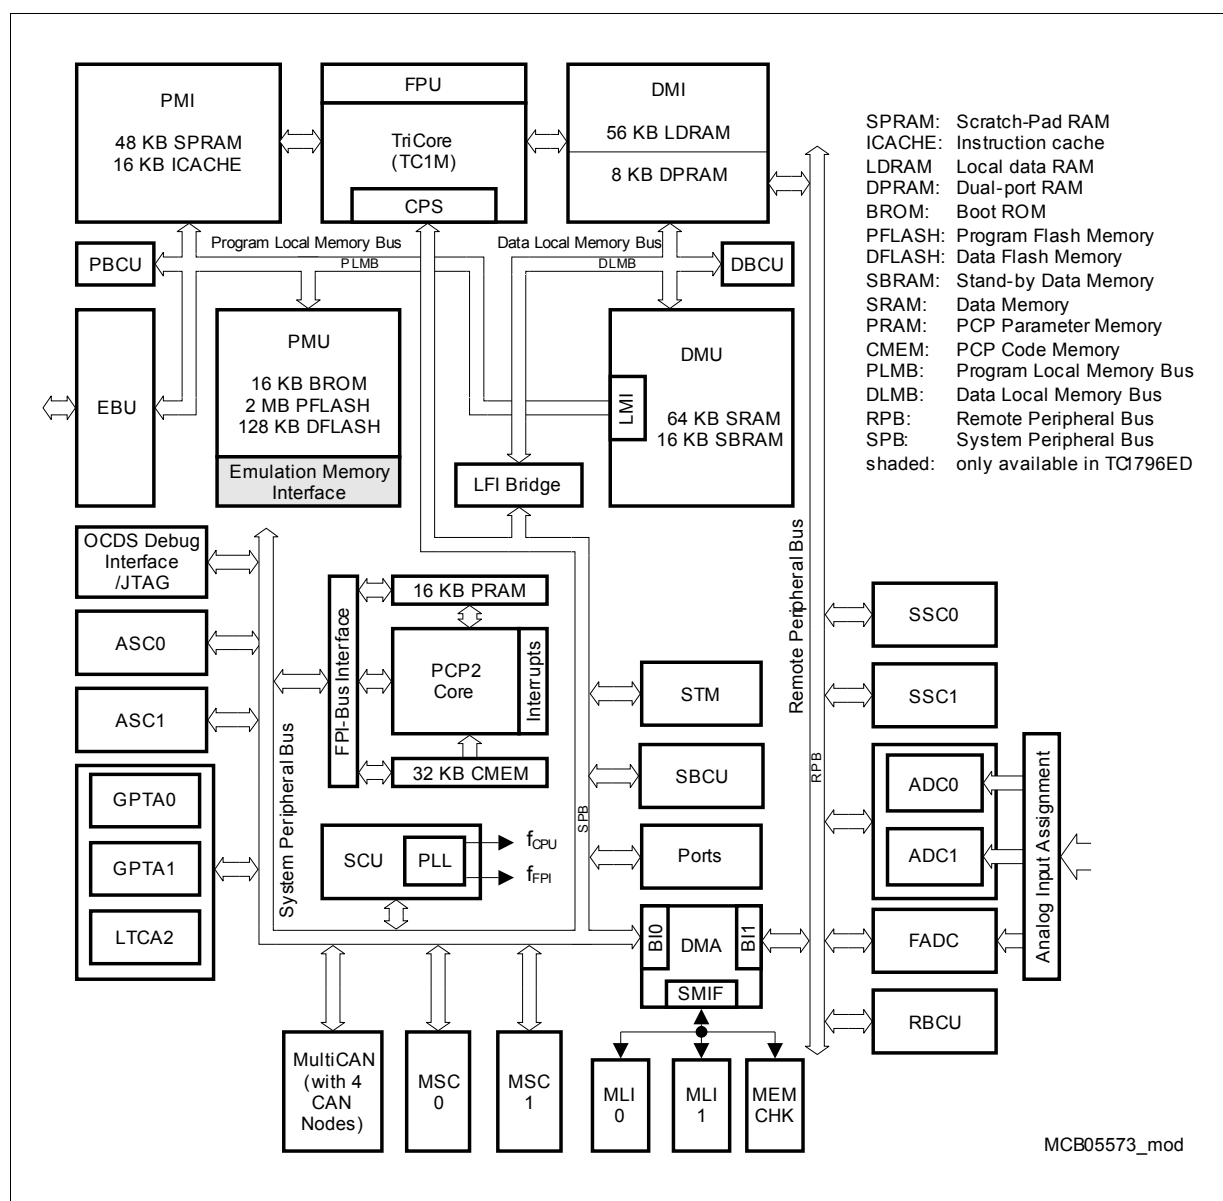 PMI
48 KB SPRAM
16 KB ICACHE
FPU
TriCore
(TC1M)
CPS
DMI
56 KB LDRAM
8 KB DPRAM
SPRAM: Scratch-Pad RAM
ICACHE: Instruction cache
LDRAM Local data RAM
DPRAM: Dual-port RAM
BROM: Boot ROM
PFLASH: Program Flash Memory
DFLASH: Data Flash Memory
SBRAM: Stand-by Data Memory
SRAM: Data Memory
PRAM: PCP Parameter Memory
CMEM: PCP Code Memory
PLMB: Program Local Memory Bus
DLMB: Data Local Memory Bus
RPB: Remote Peripheral Bus
SPB: System Peripheral Bus
shaded: only available in TC1796ED
PBCU
Program Local Memory Bus
PLMB
Data Local Memory Bus
DLMB
DBCU
EBU
PMU
16 KB BROM
2 MB PFLASH
128 KB DFLASH
Emulation Memory
Interface
LFI Bridge
DMU
LMI
64 KB SRAM
16 KB SBRAM
OCDS Debug
Interface
/JTAG
ASC0
ASC1
GPTA0
GPTA1
LTCA2
System Peripheral Bus
FPI-Bus Interface
16 KB PRAM
PCP2
Core
Interrupts
32 KB CMEM
SCU
PLL
fCPU
fFPI
SPB
STM
SBCU
Ports
BI0
DMA
BI1
SMIF
Remote Peripheral Bus
RPB
SSC0
SSC1
ADC0
ADC1
FADC
RBCU
Analog Input Assignment
MultiCAN
(with 4
CAN
Nodes)
MSC
0
MSC
1
MLI
0
MLI
1
MEM
CHK
MCB05573_mod